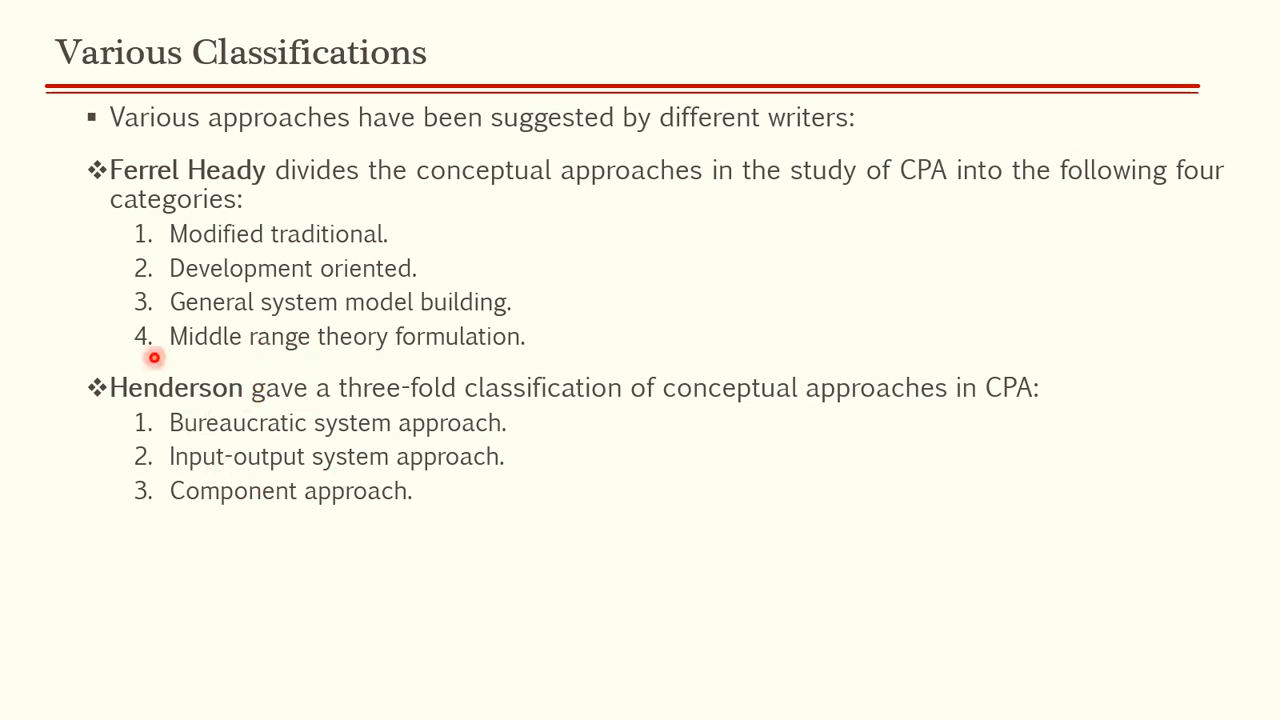 Various Classifications
▪ Various approaches have been suggested by different writers:
❖Ferrel Heady divides the conceptual approaches in the study of CPA into the following four
categories:
1. Modified traditional.
2. Development oriented.
3. General system model building.
4. Middle range theory formulation.
❖Henderson gave a three-fold classification of conceptual approaches in CPA:
1. Bureaucratic system approach.
2. Input-output system approach.
3. Component approach.